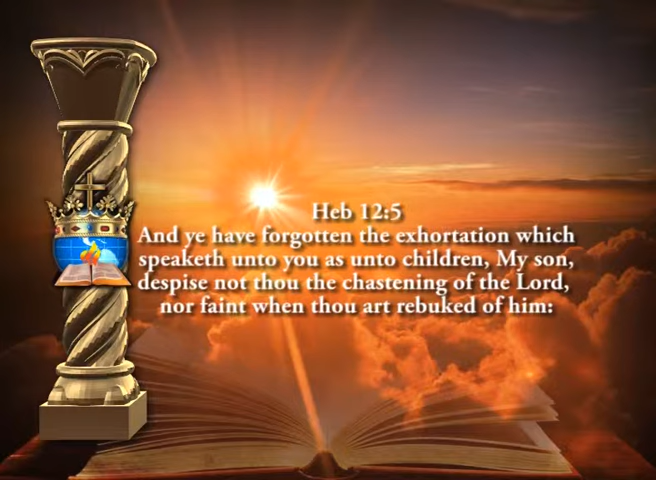 Heb 12:5
And ye have forgotten the exhortation which
speaketh unto you as unto children, My son,
despise not thou the chastening of the Lord,
nor faint when thou art rebuked of him: